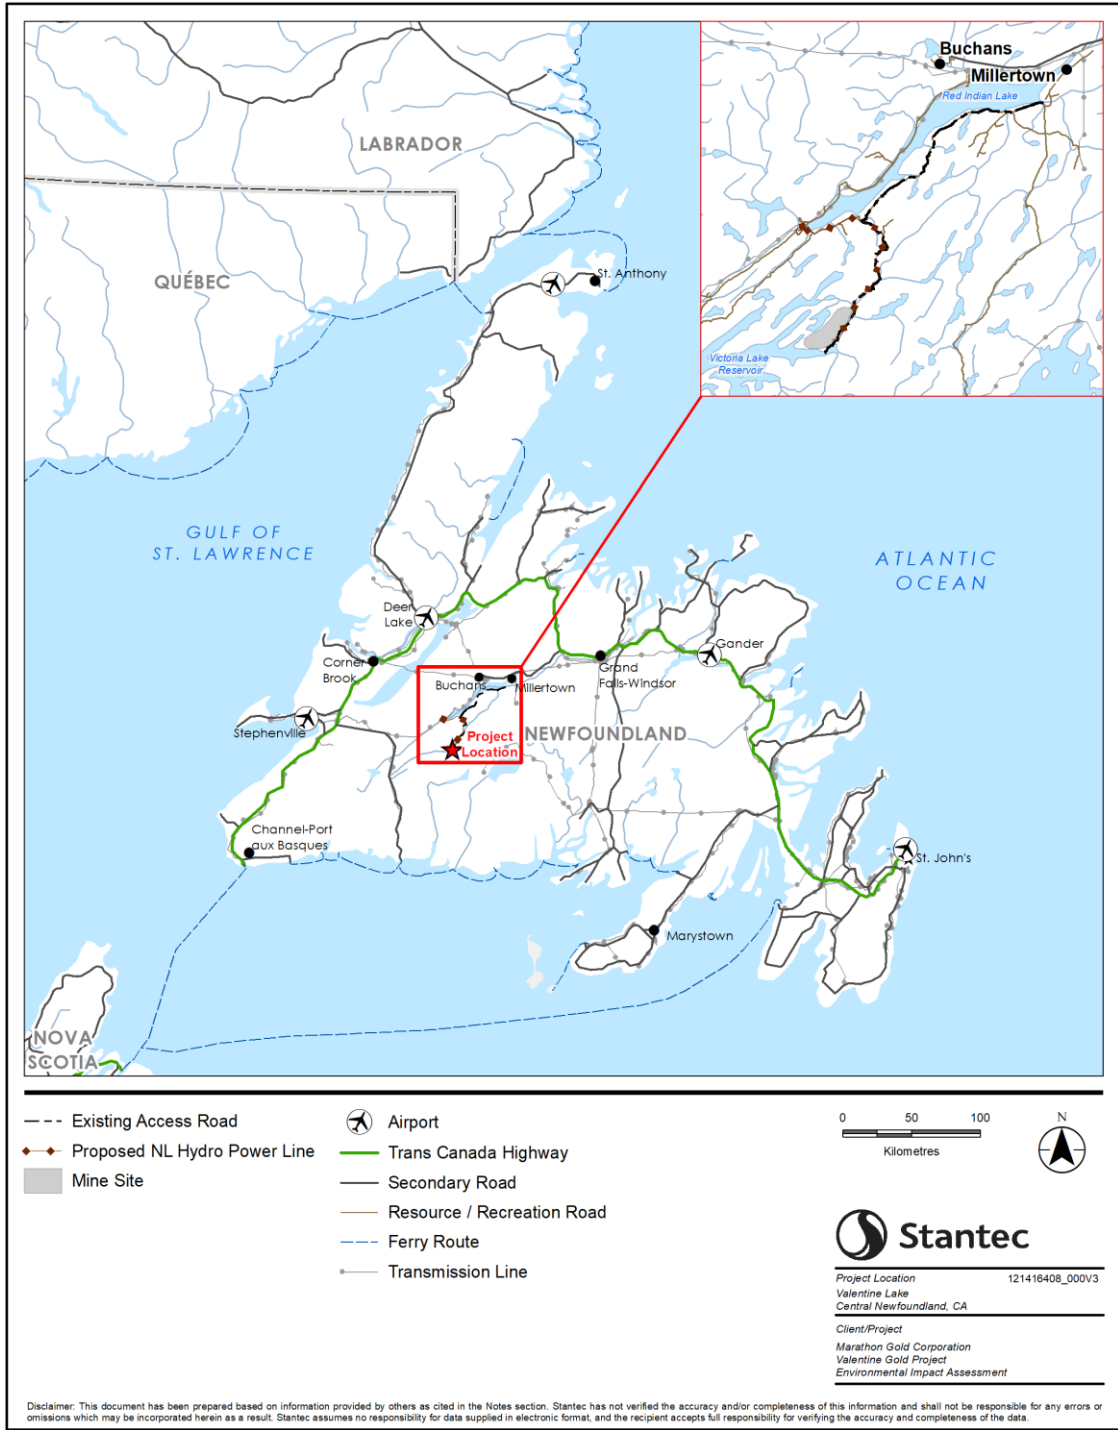 LABRADOR
QUÉBEC
St. Anthony
Buchans
Millertown
Red Indian Lake
Victoria Lake
Reservoir
GULF OF
ST. LAWRENCE
ATLANTIC
OCEAN
Deer
Lake
Corner
Brook
Buchans
Millertown
Grand
Falls-Windsor
Gander
Stephenville
Project
Location
NEWFOUNDLAND
Channel-Port
aux Basques
St. John's
Marystown
NOVA
SCOTIA
Existing Access Road
Proposed NL Hydro Power Line
Mine Site
Airport
Trans Canada Highway
Secondary Road
Resource / Recreation Road
Ferry Route
Transmission Line
0 50 100
Kilometres
N
Stantec
Project Location 121416408_000V3
Valentine Lake
Central Newfoundland, CA
Client/Project
Marathon Gold Corporation
Valentine Gold Project
Environmental Impact Assessment
Disclaimer: This document has been prepared based on information provided by others as cited in the Notes section. Stantec has not verified the accuracy and/or completeness of this information and shall not be responsible for any errors or
omissions which may be incorporated herein as a result. Stantec assumes no responsibility for data supplied in electronic format, and the recipient accepts full responsibility for verifying the accuracy and completeness of the data.